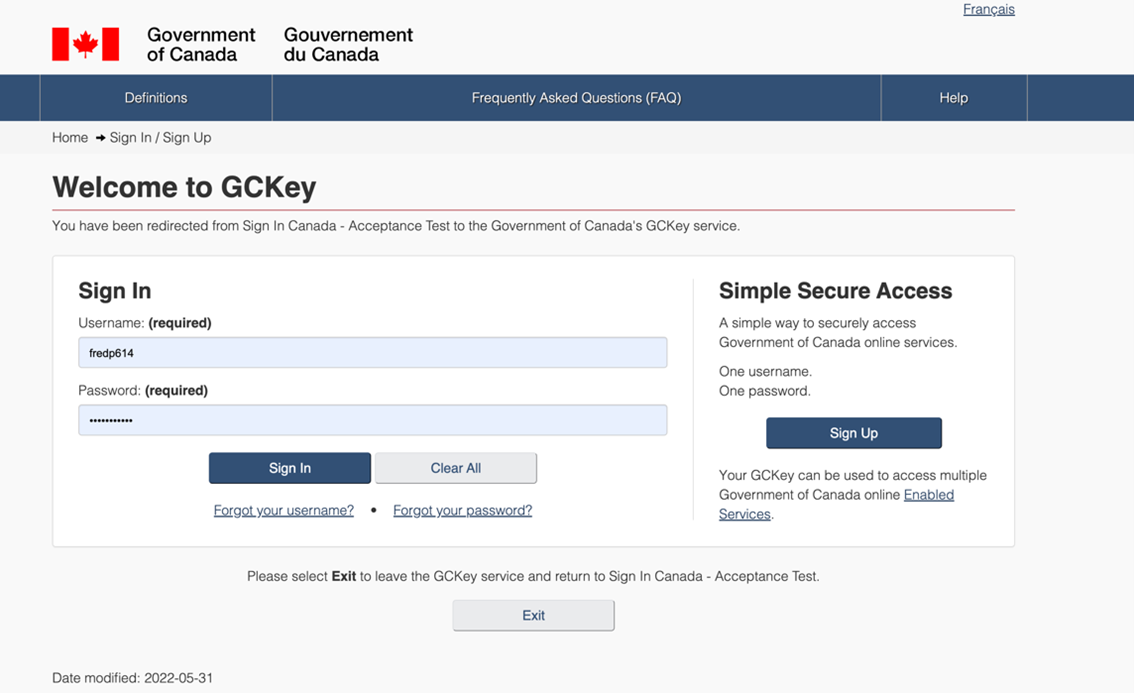 Français
Government of Canada
Gouvernement du Canada
Definitions
Frequently Asked Questions (FAQ)
Help
Home ➔ Sign In / Sign Up
Welcome to GCKey
You have been redirected from Sign In Canada - Acceptance Test to the Government of Canada's GCKey service.
Sign In
Username: (required)
fredp614
Password: (required)
•••••••••••
Sign In
Clear All
Forgot your username? • Forgot your password?
Simple Secure Access
A simple way to securely access
Government of Canada online services.
One username.
One password.
Sign Up
Your GCKey can be used to access multiple
Government of Canada online Enabled
Services.
Please select Exit to leave the GCKey service and return to Sign In Canada - Acceptance Test.
Exit
Date modified: 2022-05-31